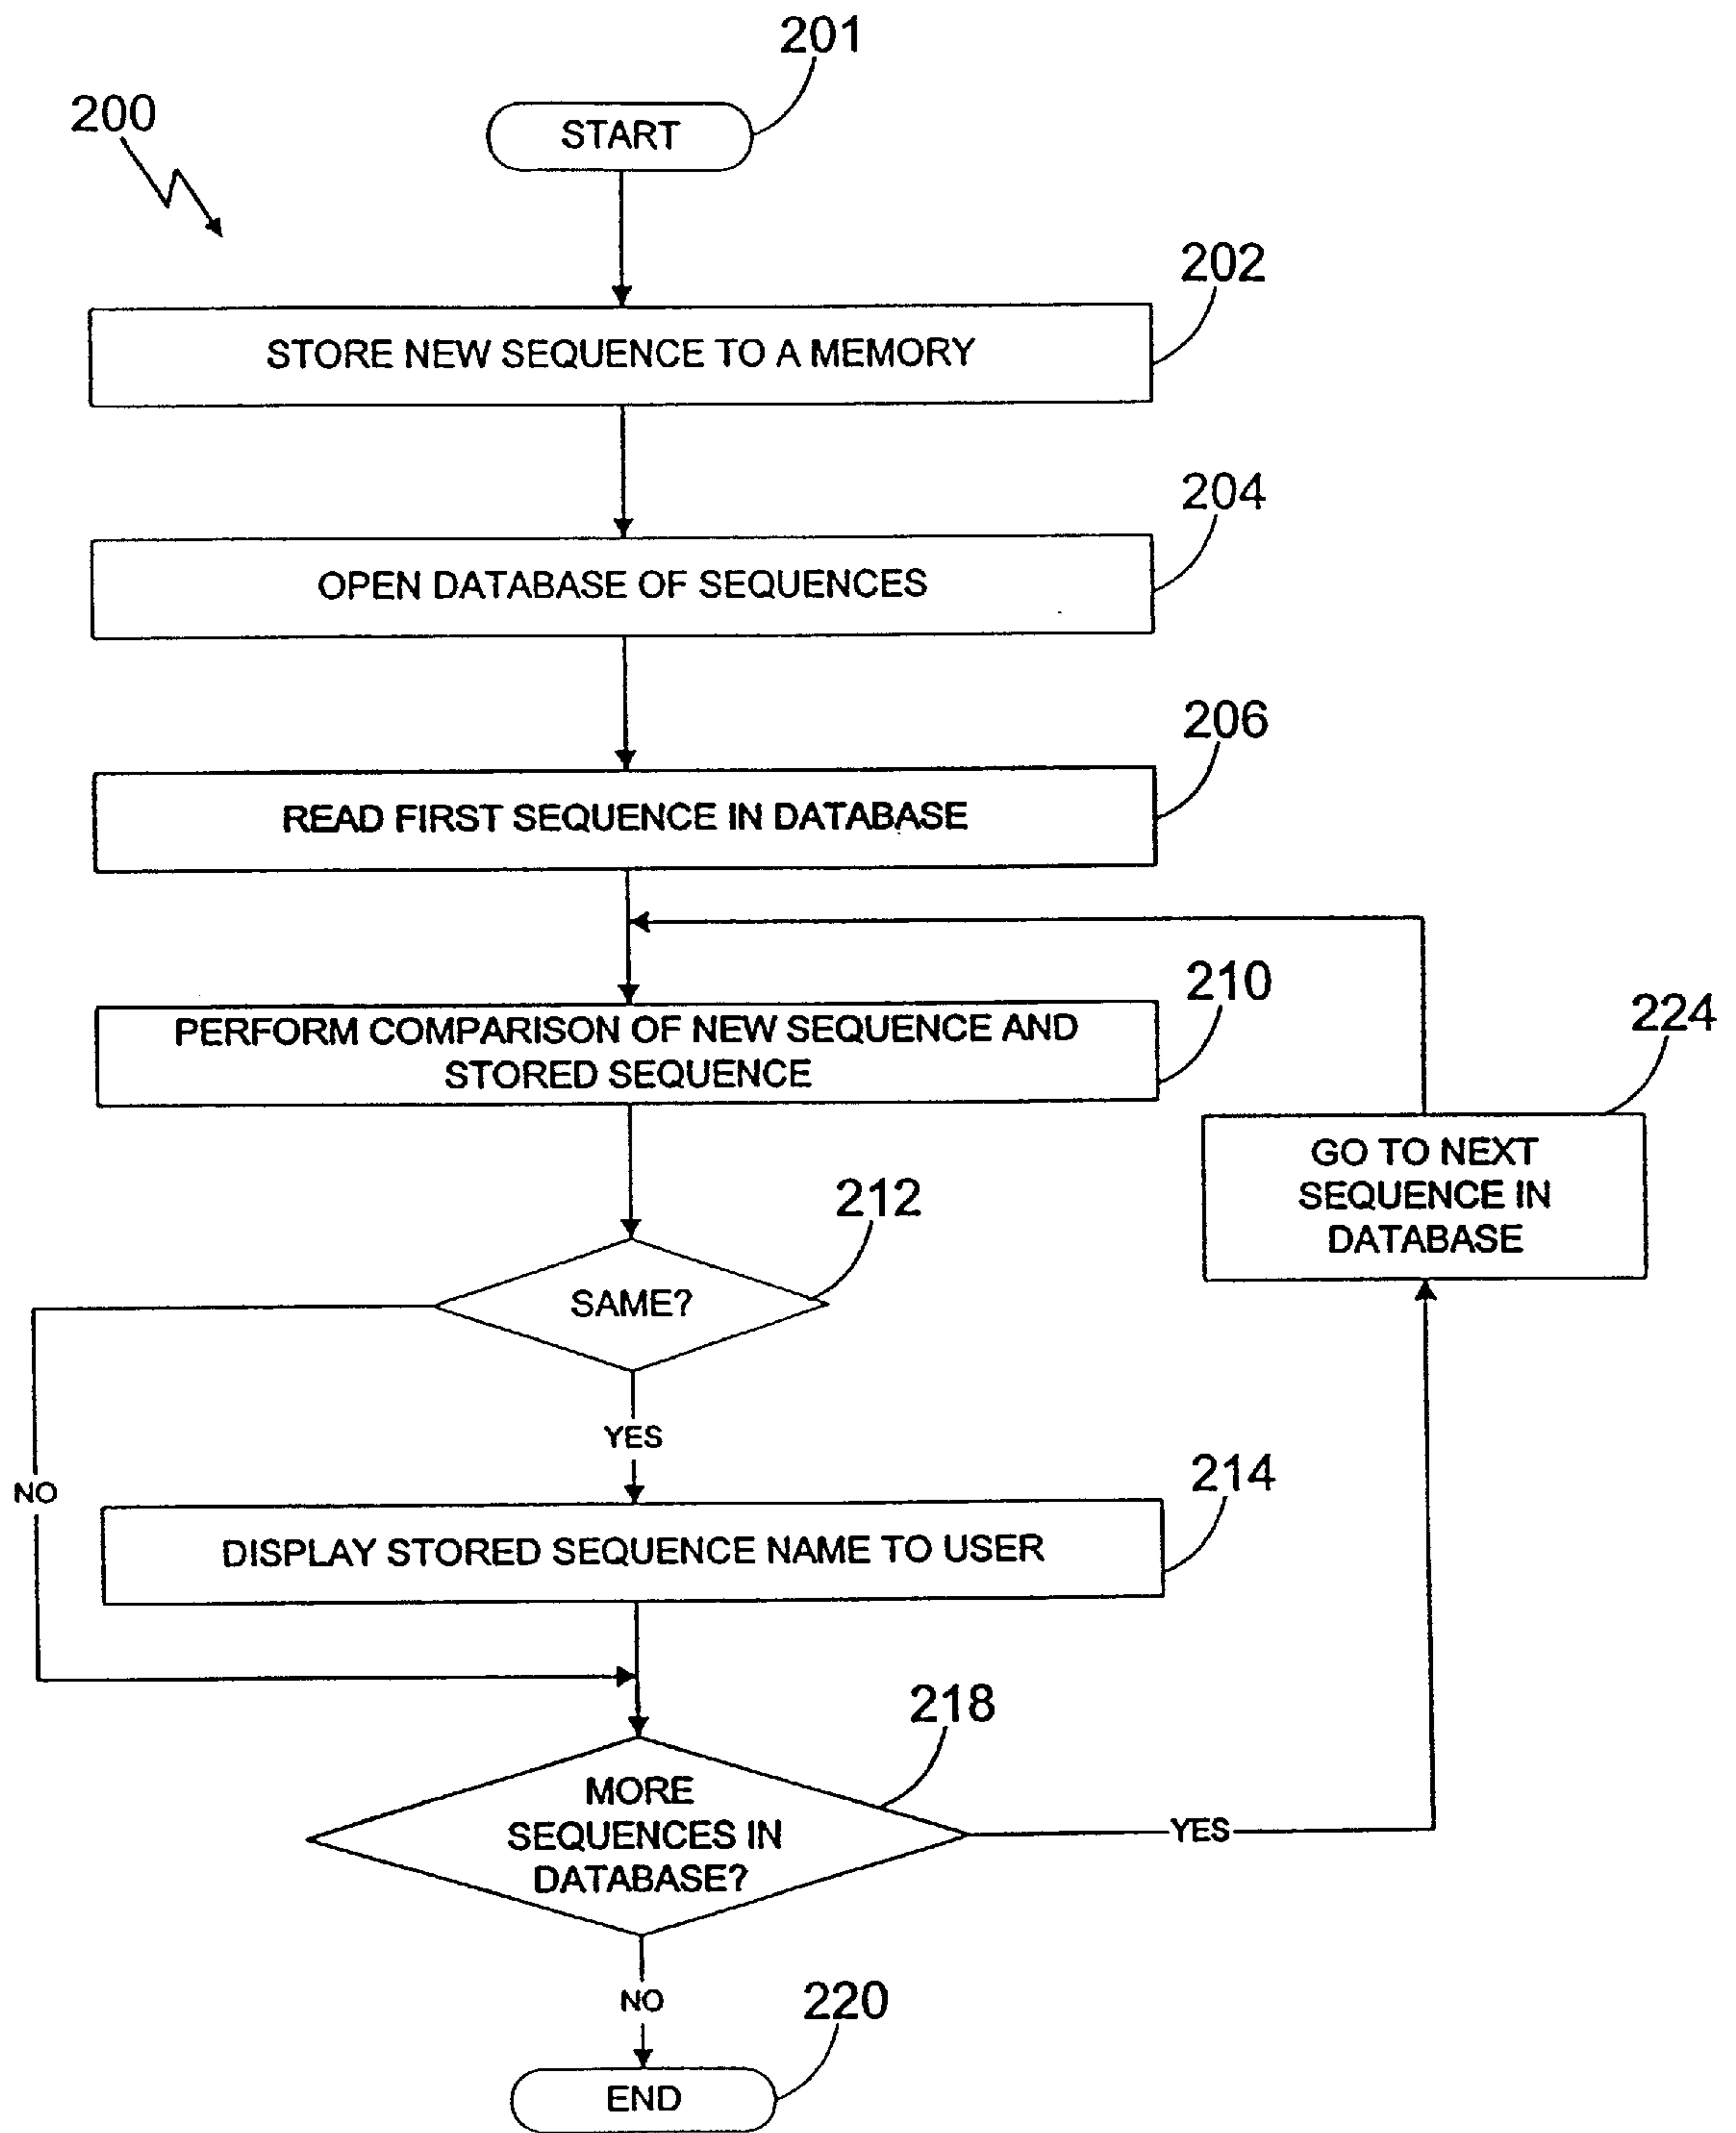 201
200
START
202
STORE NEW SEQUENCE TO A MEMORY
204
OPEN DATABASE OF SEQUENCES
206
READ FIRST SEQUENCE IN DATABASE
210
PERFORM COMPARISON OF NEW SEQUENCE AND
STORED SEQUENCE
224
GO TO NEXT
SEQUENCE IN
DATABASE
212
SAME?
YES
NO
214
DISPLAY STORED SEQUENCE NAME TO USER
218
MORE
SEQUENCES IN
DATABASE?
YES
NO
220
END